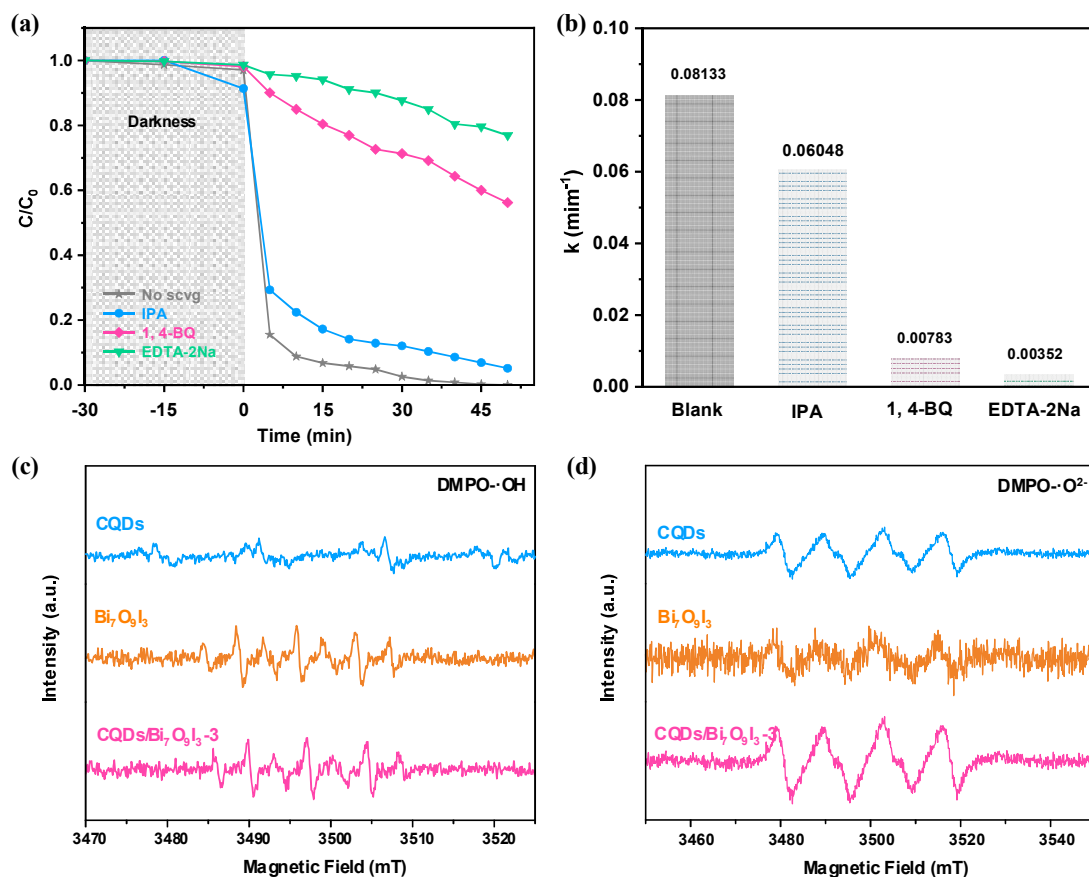 (a)
C/C0
1.0
0.8
0.6
0.4
0.2
0.0
Darkness
No scvg
IPA
1, 4-BQ
EDTA-2Na
-30 -15 0 15 30 45
Time (min)
(b)
k (mim-1)
0.10
0.08
0.06
0.04
0.02
0.00
0.08133
0.06048
0.00783
0.00352
Blank IPA 1, 4-BQ EDTA-2Na
(c)
DMPO-·OH
Intensity (a.u.)
CQDs
Bi7O9I3
CQDs/Bi7O9I3-3
3470 3480 3490 3500 3510 3520
Magnetic Field (mT)
(d)
DMPO-·O2-
Intensity (a.u.)
CQDs
Bi7O9I3
CQDs/Bi7O9I3-3
3460 3480 3500 3520 3540
Magnetic Field (mT)